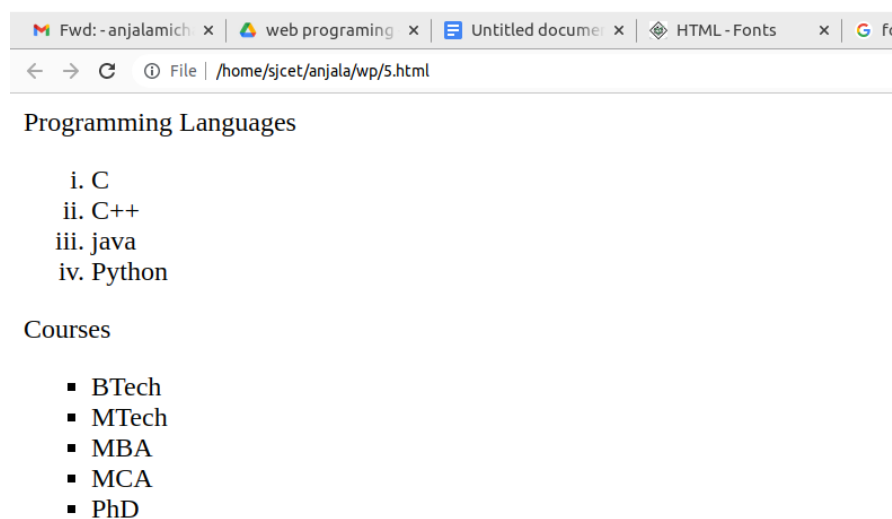 Fwd: - anjalamich
web programing
Untitled documen
HTML - Fonts
fo
File | /home/sjcet/anjala/wp/5.html
Programming Languages
i. C
ii. C++
iii. java
iv. Python
Courses
▪ BTech
▪ MTech
▪ MBA
▪ MCA
▪ PhD